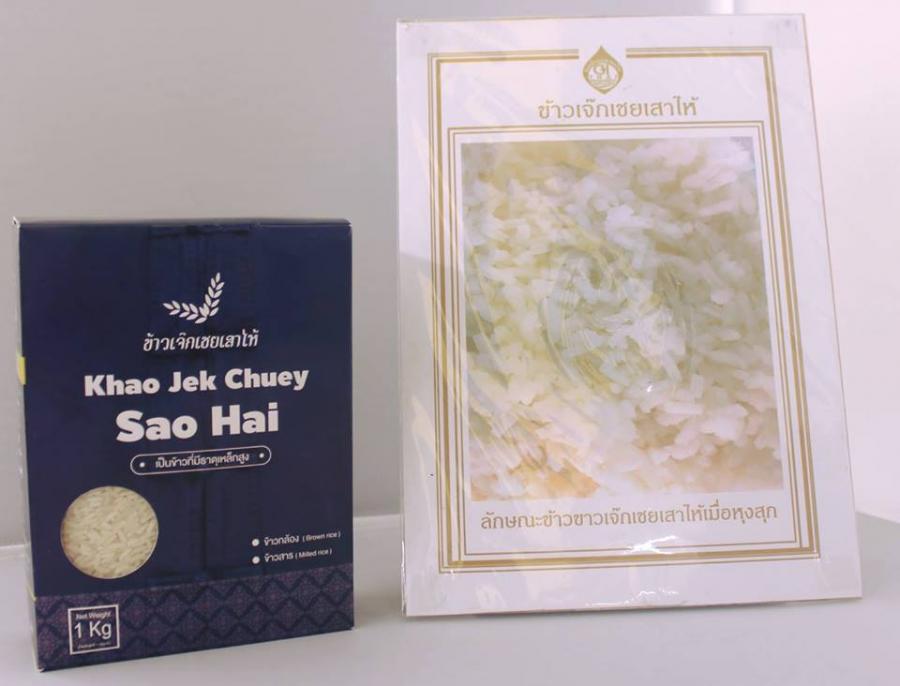 ข้าวเจ๊กเชยเสาไห้
Khao Jek Chuey
Sao Hai
เป็นข้าวที่มีธาตุเหล็กสูง
ข้าวกล้อง ( Brown rice )
ข้าวสาร ( Milled rice )
Net Weight
1 Kg
GI
ข้าวเจ๊กเชยเสาไห้
ลักษณะข้าวขาวเจ๊กเชยเสาไห้เมื่อหุงสุก